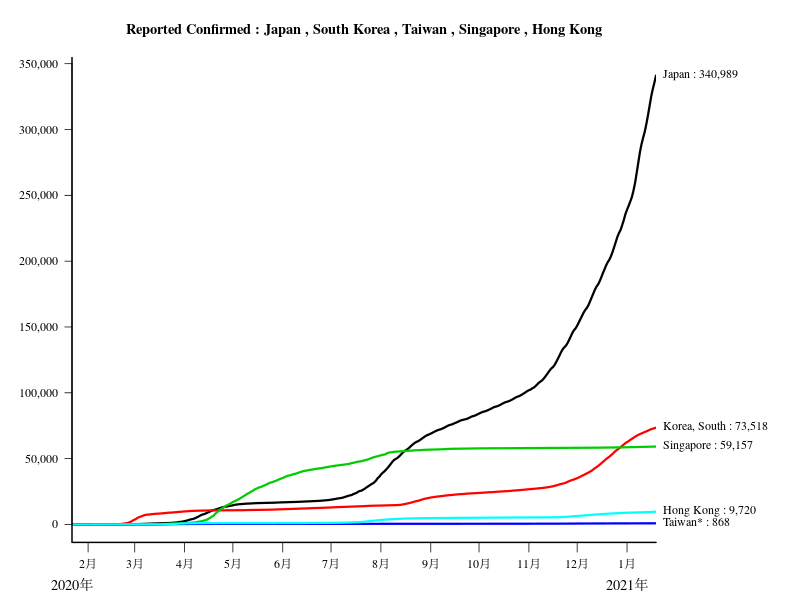 Reported Confirmed : Japan , South Korea , Taiwan , Singapore , Hong Kong
350,000
300,000
250,000
200,000
150,000
100,000
50,000
0
Japan : 340,989
Korea, South : 73,518
Singapore : 59,157
Hong Kong : 9,720
Taiwan* : 868
2月 3月 4月 5月 6月 7月 8月 9月 10月 11月 12月 1月
2020年 2021年